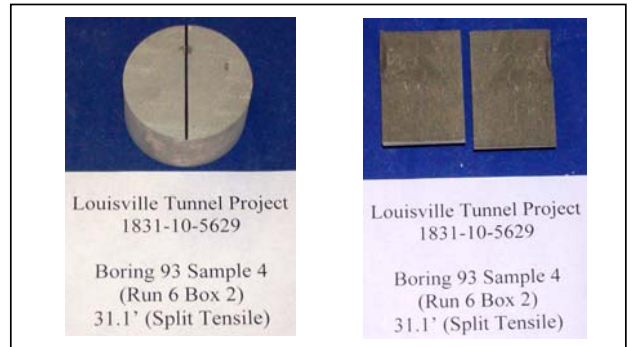 Louisville Tunnel Project
1831-10-5629
Boring 93 Sample 4
(Run 6 Box 2)
31.1' (Split Tensile)
Louisville Tunnel Project
1831-10-5629
Boring 93 Sample 4
(Run 6 Box 2)
31.1' (Split Tensile)